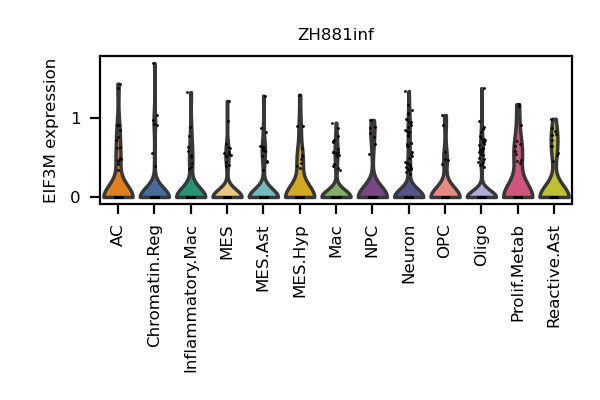 ZH881inf
EIF3M expression
1
0
AC
Chromatin.Reg
Inflammatory.Mac
MES
MES.Ast
MES.Hyp
Mac
NPC
Neuron
OPC
Oligo
Prolif.Metab
Reactive.Ast